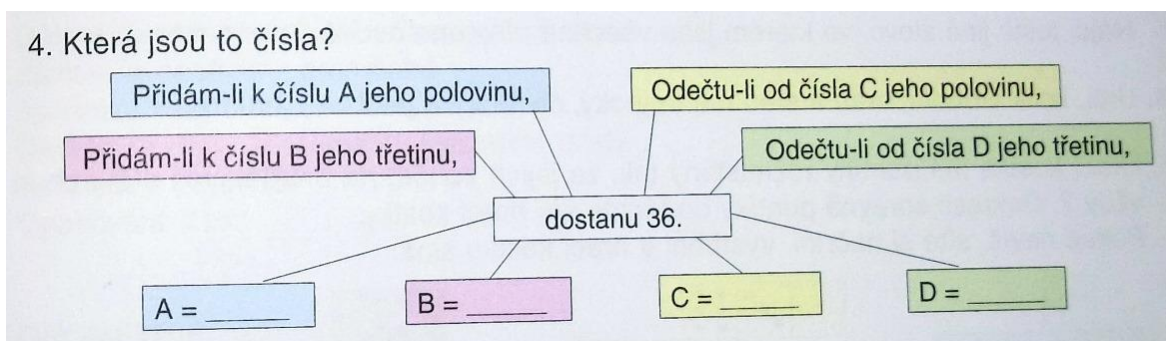 4. Která jsou to čísla?
Přidám-li k číslu A jeho polovinu,
Odečtu-li od čísla C jeho polovinu,
Přidám-li k číslu B jeho třetinu,
Odečtu-li od čísla D jeho třetinu,
dostanu 36.
A = ______
B = ______
C = ______
D = ______